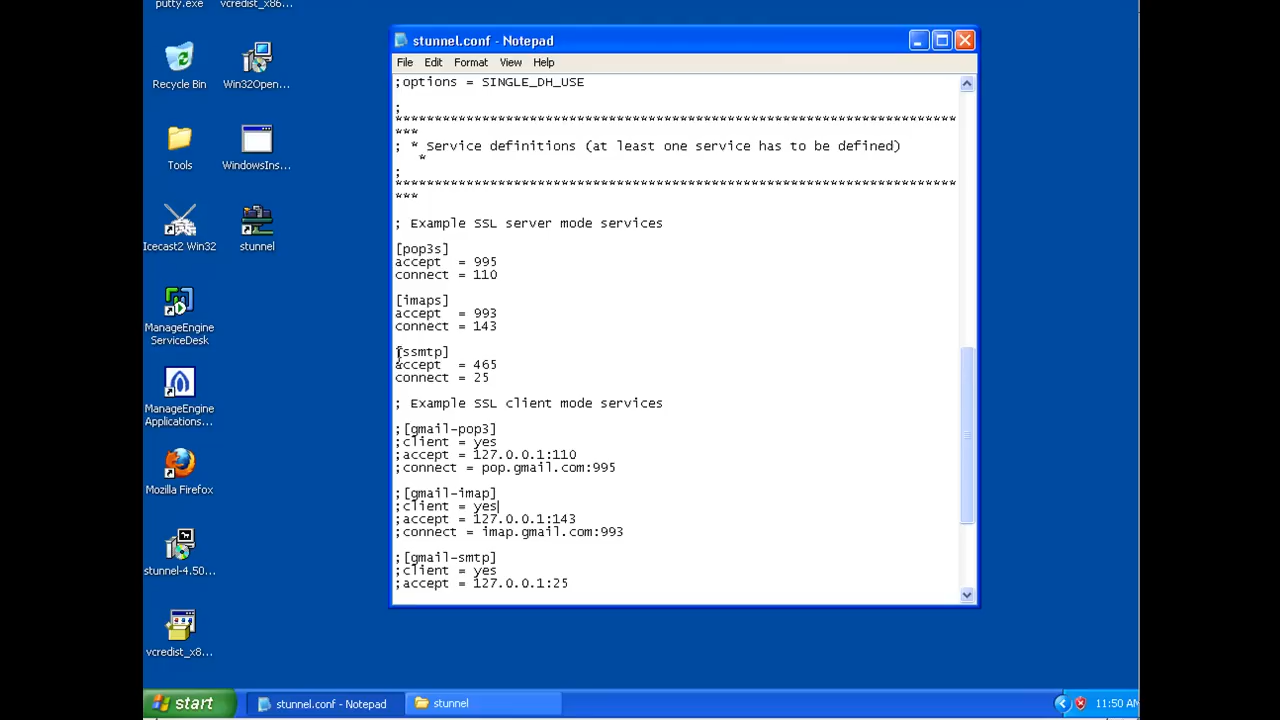 putty.exe
vcredist_x86...
Recycle Bin
Win32Open...
Tools
WindowsIns...
Icecast2 Win32
stunnel
ManageEngine
ServiceDesk
ManageEngine
Applications...
Mozilla Firefox
stunnel-4.50...
vcredist_x8...
stunnel.conf - Notepad
File Edit Format View Help
;options = SINGLE_DH_USE
;
**********************************************************************
***
; * Service definitions (at least one service has to be defined)
*
;
**********************************************************************
***
; Example SSL server mode services
[pop3s]
accept = 995
connect = 110
[imaps]
accept = 993
connect = 143
[ssmtp]
accept = 465
connect = 25
; Example SSL client mode services
;[gmail-pop3]
;client = yes
;accept = 127.0.0.1:110
;connect = pop.gmail.com:995
;[gmail-imap]
;client = yes
;accept = 127.0.0.1:143
;connect = imap.gmail.com:993
;[gmail-smtp]
;client = yes
;accept = 127.0.0.1:25
start
stunnel.conf - Notepad
stunnel
11:50 AM